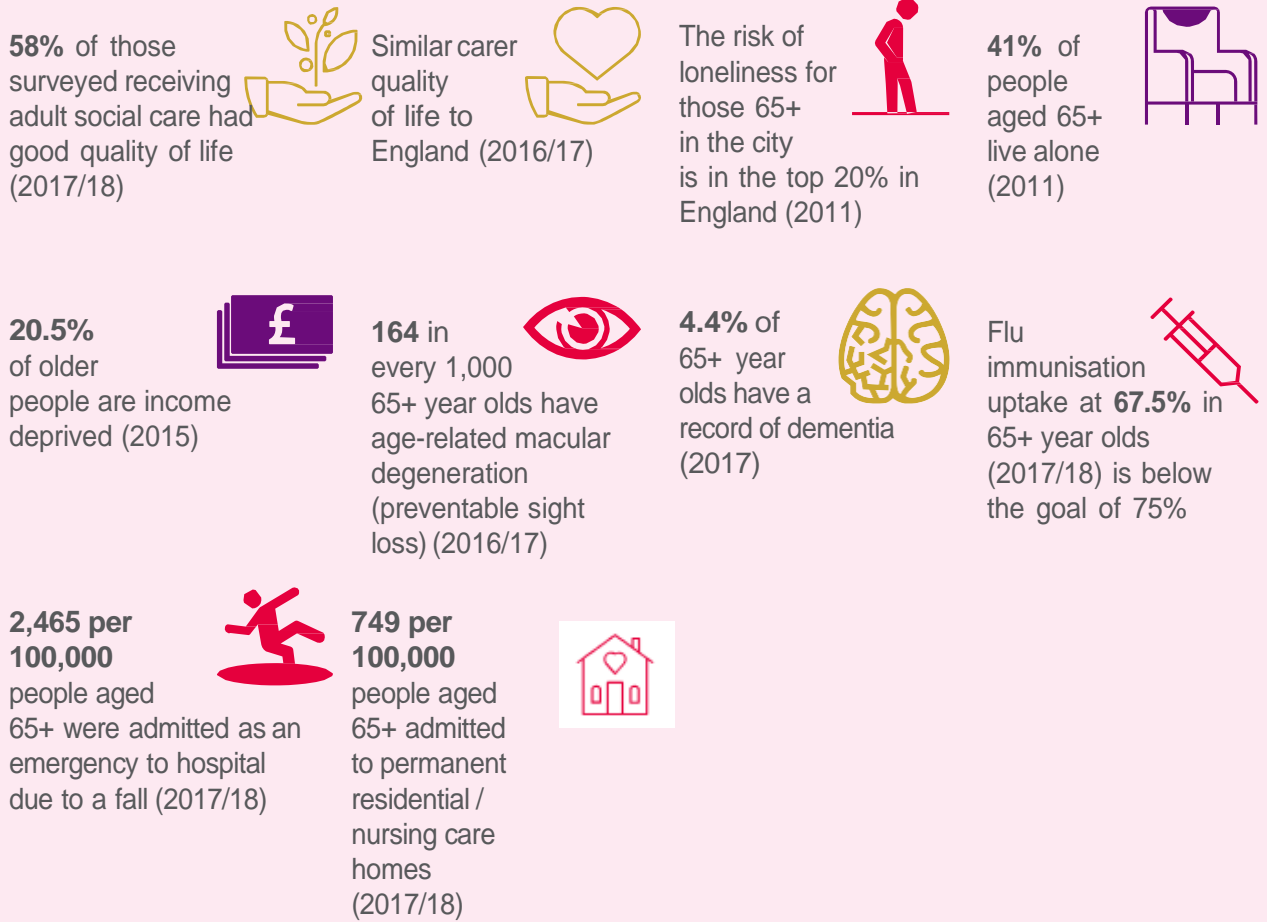 58% of those
surveyed receiving
adult social care had
good quality of life
(2017/18)
Similar carer
quality
of life to
England (2016/17)
The risk of
loneliness for
those 65+
in the city
is in the top 20% in
England (2011)
41% of
people
aged 65+
live alone
(2011)
20.5%
of older
people are income
deprived (2015)
£
164 in
every 1,000
65+ year olds have
age-related macular
degeneration
(preventable sight
loss) (2016/17)
4.4% of
65+ year
olds have a
record of dementia
(2017)
Flu
immunisation
uptake at 67.5% in
65+ year olds
(2017/18) is below
the goal of 75%
2,465 per
100,000
people aged
65+ were admitted as an
emergency to hospital
due to a fall (2017/18)
749 per
100,000
people aged
65+ admitted
to permanent
residential /
nursing care
homes
(2017/18)